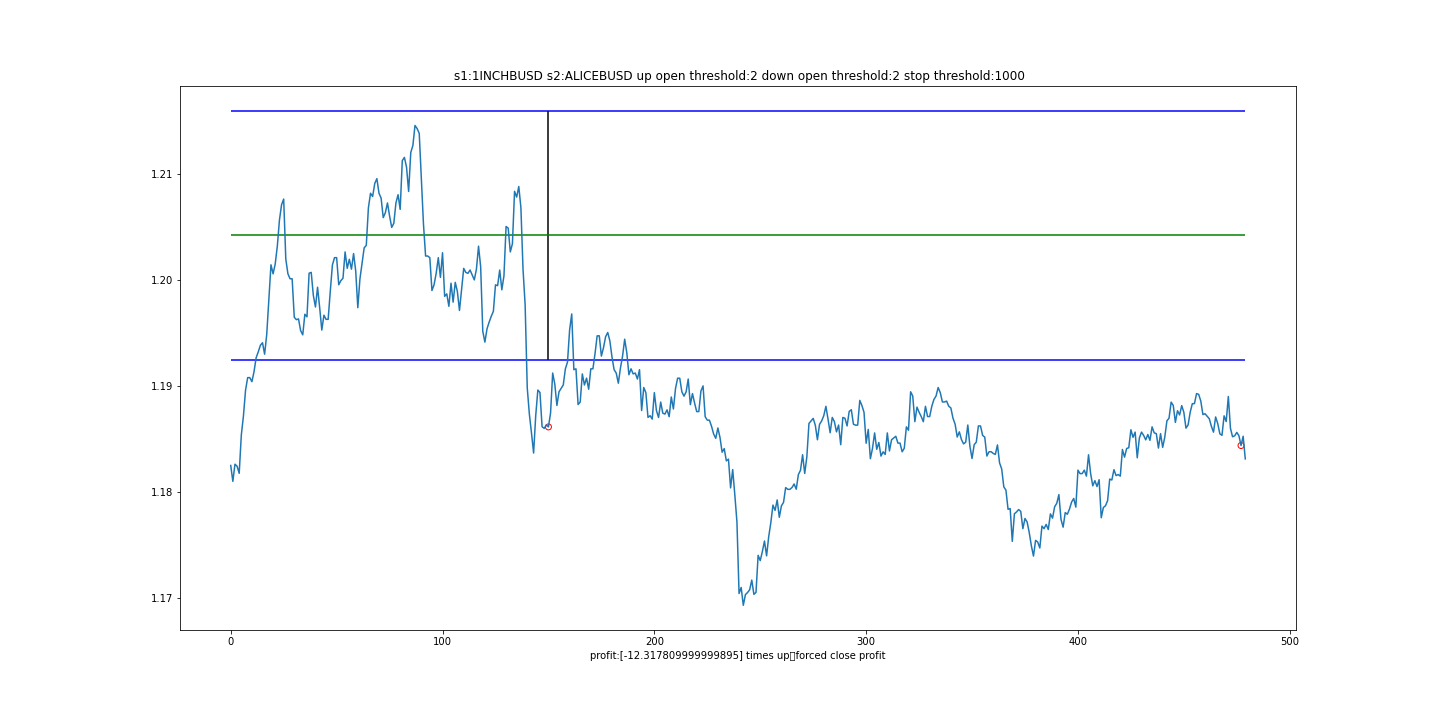 s1:1INCHBUSD s2:ALICEBUSD up open threshold:2 down open threshold:2 stop threshold:1000
1.21
1.20
1.19
1.18
1.17
0 100 200 300 400 500
profit:[-12.317809999999895] times up▯forced close profit